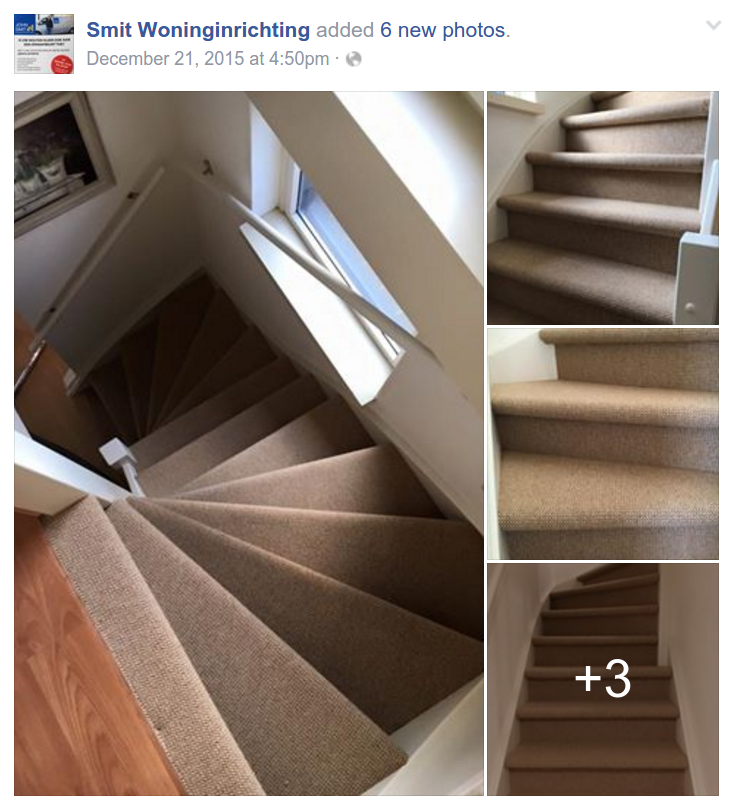 Smit Woninginrichting added 6 new photos.
December 21, 2015 at 4:50pm ·
+3